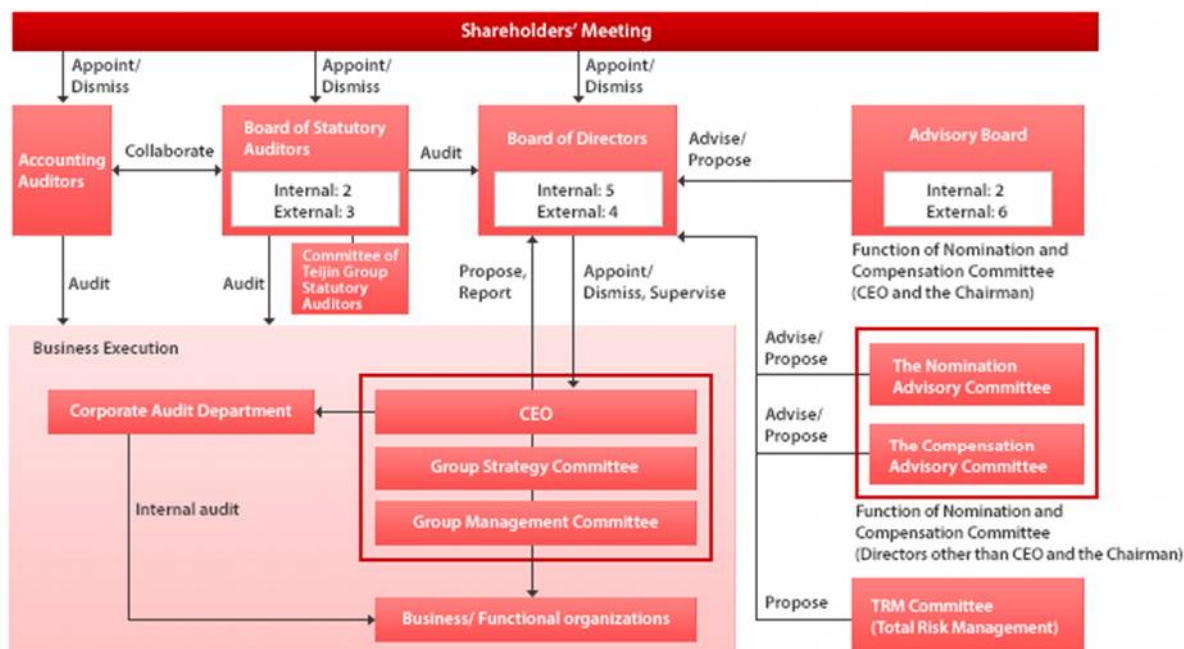 Shareholders' Meeting
Appoint/
Dismiss
Appoint/
Dismiss
Appoint/
Dismiss
Accounting
Auditors
Collaborate
Board of Statutory
Auditors
Internal: 2
External: 3
Audit
Board of Directors
Internal: 5
External: 4
Advise/
Propose
Advisory Board
Internal: 2
External: 6
Function of Nomination and
Compensation Committee
(CEO and the Chairman)
Audit
Audit
Committee of
Teijin Group
Statutory
Auditors
Propose,
Report
Appoint/
Dismiss, Supervise
Business Execution
Corporate Audit Department
CEO
Group Strategy Committee
Group Management Committee
Internal audit
Business/ Functional organizations
Advise/
Propose
The Nomination
Advisory Committee
Advise/
Propose
The Compensation
Advisory Committee
Function of Nomination and
Compensation Committee
(Directors other than CEO and the Chairman)
Propose
TRM Committee
(Total Risk Management)